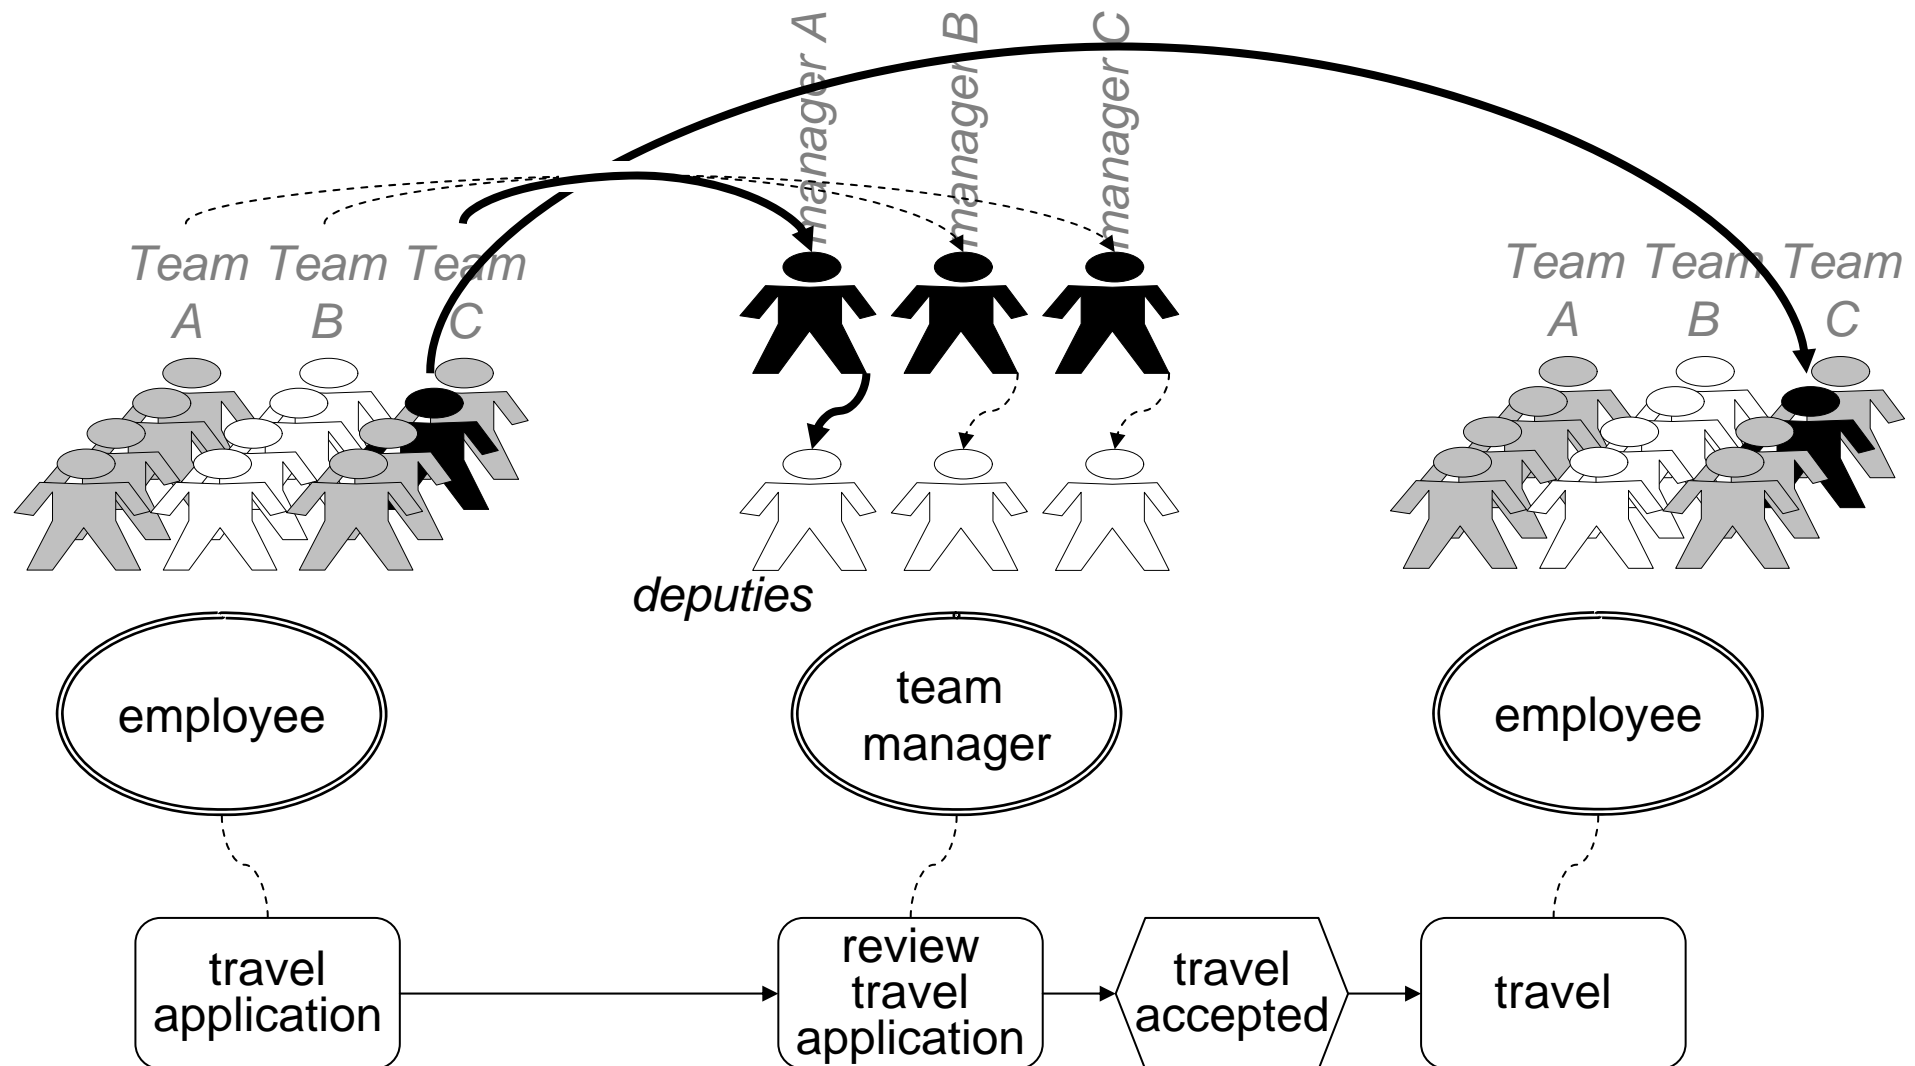 manager A
manager B
manager C
Team Team Team
A B C
Team Team Team
A B C
deputies
employee
team
manager
employee
travel
application
review
travel
application
travel
accepted
travel